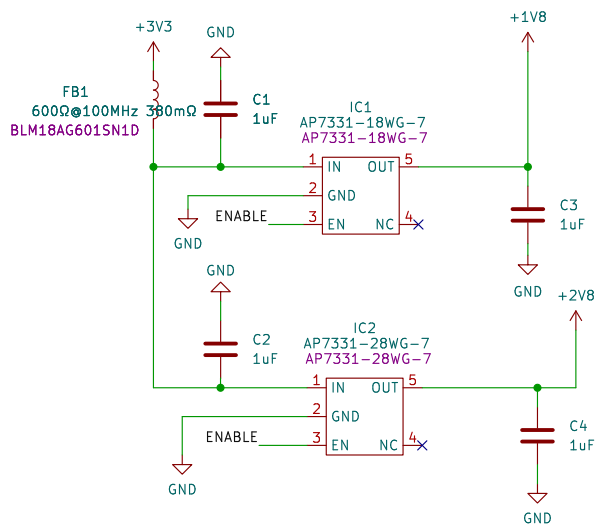 +3V3
GND
+1V8
FB1
600Ω@100MHz 380mΩ
BLM18AG601SN1D
C1
1uF
IC1
AP7331-18WG-7
AP7331-18WG-7
1 IN OUT 5
2 GND
ENABLE 3 EN NC 4
GND
C3
1uF
GND
GND
+2V8
C2
1uF
IC2
AP7331-28WG-7
AP7331-28WG-7
1 IN OUT 5
2 GND
ENABLE 3 EN NC 4
GND
C4
1uF
GND